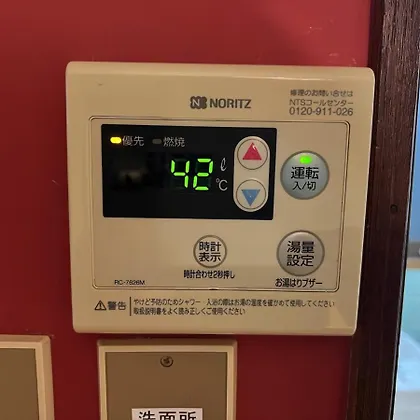 NORITZ
修理のお問い合せは
NTSコールセンター
0120-911-026
優先 燃焼
42 ℓ
℃
運転
入/切
時計
表示
時計合わせ2秒押し
湯量
設定
お湯はりブザー
RC-7826M
警告 やけど予防のためシャワー・入浴の際はお湯の温度を確かめて使用してください
取扱説明書をよく読み正しくご使用ください
洗面所